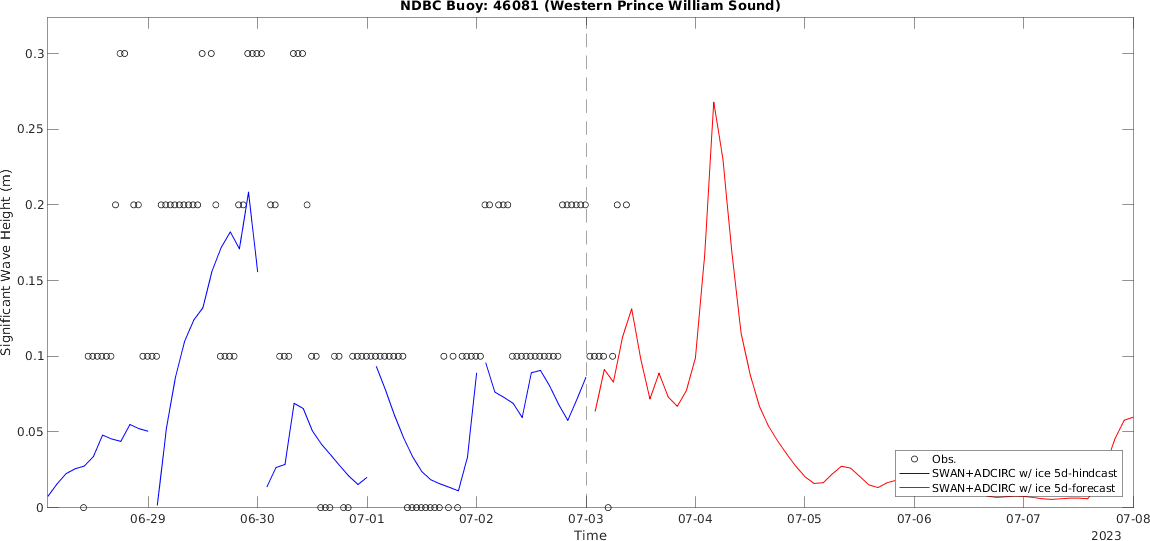 NDBC Buoy: 46081 (Western Prince William Sound)
0.3
0.25
0.2
0.15
0.1
0.05
0
Significant Wave Height (m)
06-29 06-30 07-01 07-02 07-03 07-04 07-05 07-06 07-07 07-08
Time
2023
Obs.
SWAN+ADCIRC w/ ice 5d-hindcast
SWAN+ADCIRC w/ ice 5d-forecast